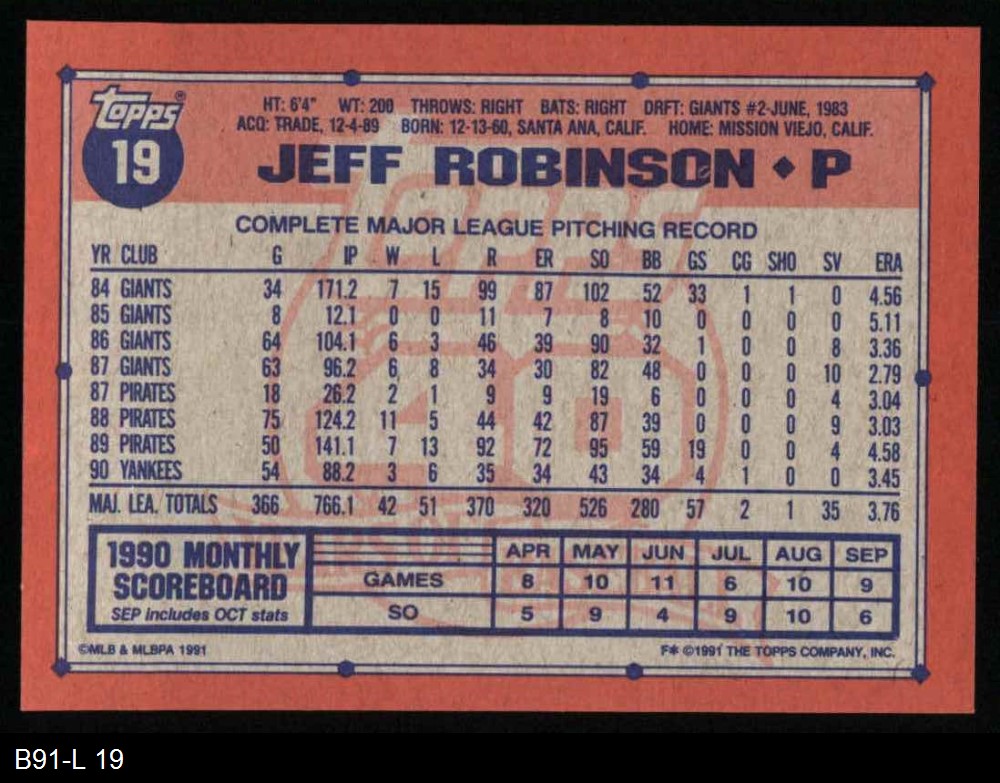 topps®
19
HT: 6'4" WT: 200 THROWS: RIGHT BATS: RIGHT DRFT: GIANTS #2-JUNE, 1983
ACQ: TRADE, 12-4-89 BORN: 12-13-60, SANTA ANA, CALIF. HOME: MISSION VIEJO, CALIF.
JEFF ROBINSON ♦ P
COMPLETE MAJOR LEAGUE PITCHING RECORD
YR CLUB G IP W L R ER SO BB GS CG SHO SV ERA
84 GIANTS 34 171.2 7 15 99 87 102 52 33 1 1 0 4.56
85 GIANTS 8 12.1 0 0 11 7 8 10 0 0 0 0 5.11
86 GIANTS 64 104.1 6 3 46 39 90 32 1 0 0 8 3.36
87 GIANTS 63 96.2 6 8 34 30 82 48 0 0 0 10 2.79
87 PIRATES 18 26.2 2 1 9 9 19 6 0 0 0 4 3.04
88 PIRATES 75 124.2 11 5 44 42 87 39 0 0 0 9 3.03
89 PIRATES 50 141.1 7 13 92 72 95 59 19 0 0 4 4.58
90 YANKEES 54 88.2 3 6 35 34 43 34 4 1 0 0 3.45
MAJ. LEA. TOTALS 366 766.1 42 51 370 320 526 280 57 2 1 35 3.76
1990 MONTHLY
SCOREBOARD
SEP includes OCT stats
APR MAY JUN JUL AUG SEP
GAMES 8 10 11 6 10 9
SO 5 9 4 9 10 6
©MLB & MLBPA 1991
F* ©1991 THE TOPPS COMPANY, INC.
B91-L 19